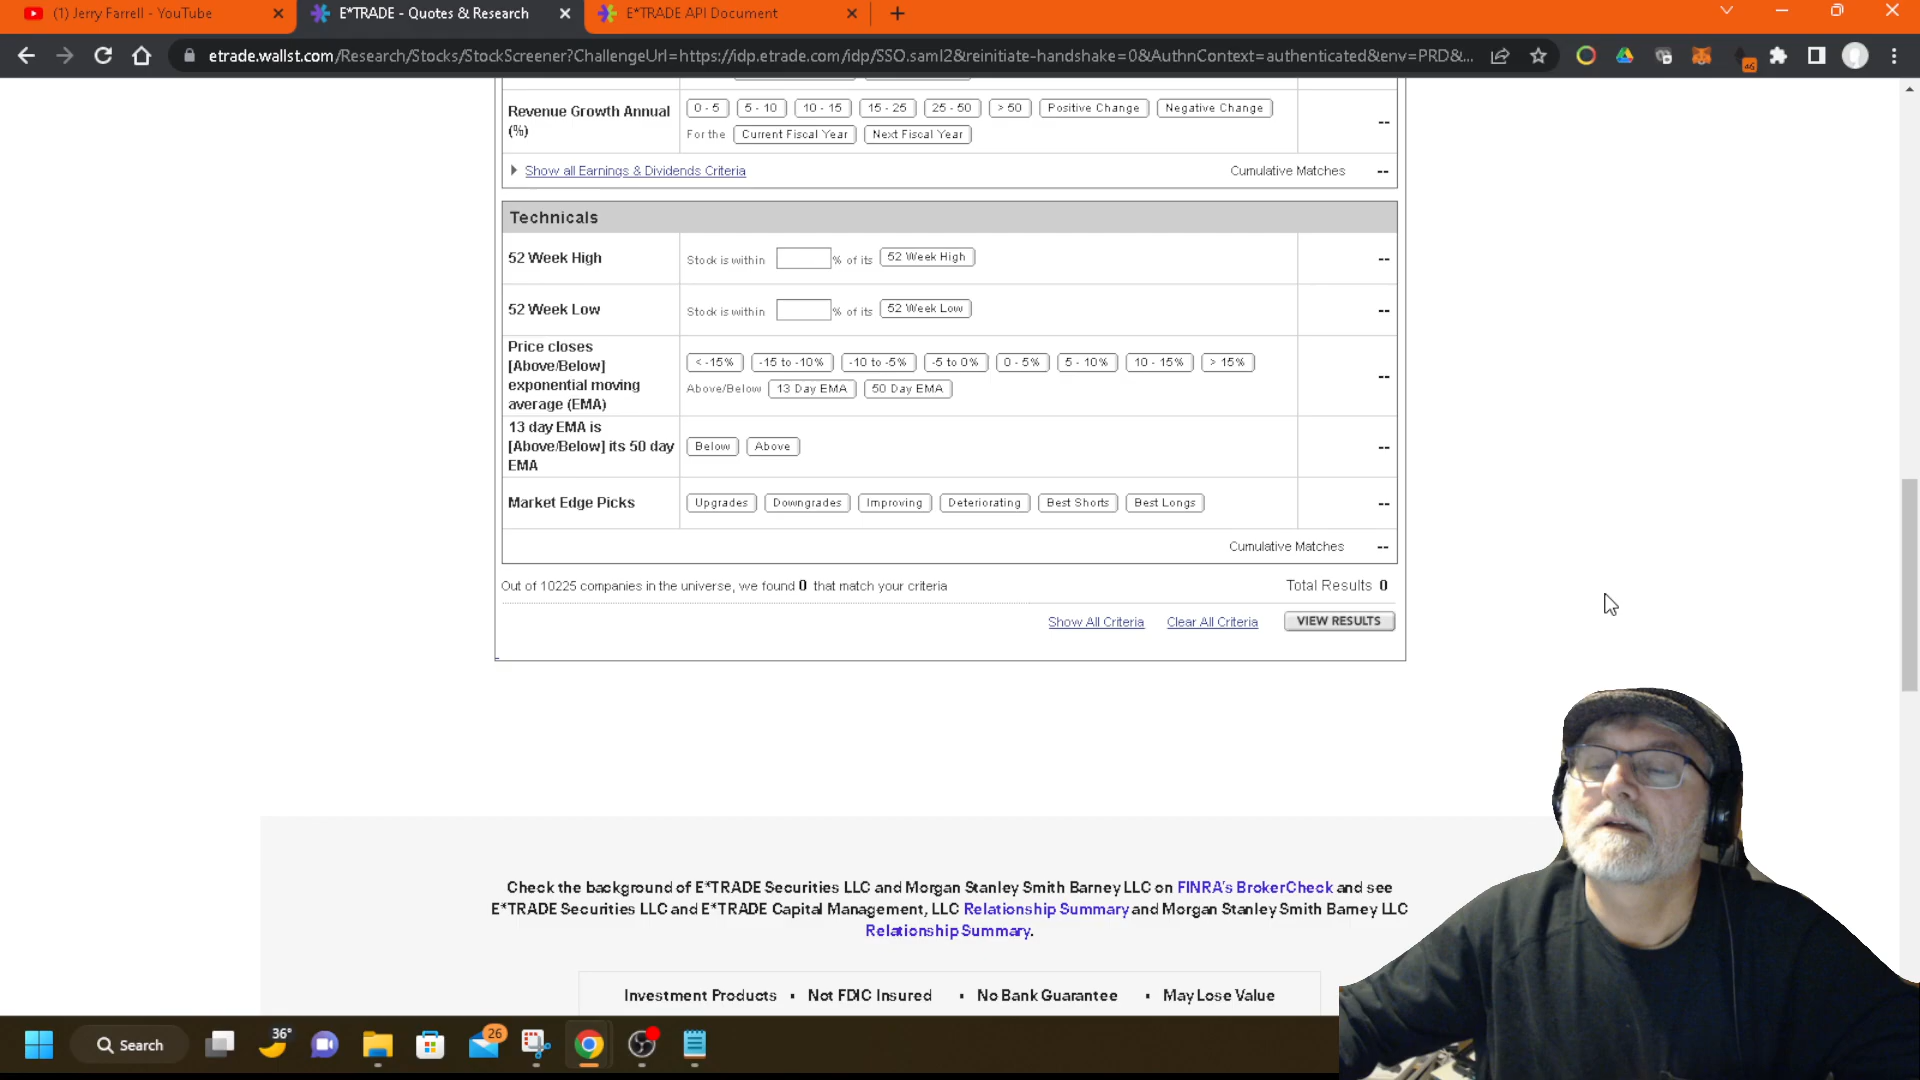 (1) Jerry Farrell - YouTube
E*TRADE - Quotes & Research
E*TRADE API Document
etrade.wallst.com/Research/Stocks/StockScreener?ChallengeUrl=https://idp.etrade.com/idp/SSO.saml2&reinitiate-handshake=0&AuthnContext=authenticated&env=PRD&...
46
Revenue Growth Annual (%)
0 - 5 5 - 10 10 - 15 15 - 25 25 - 50 > 50 Positive Change Negative Change
For the Current Fiscal Year Next Fiscal Year
--
Show all Earnings & Dividends Criteria
Cumulative Matches --
Technicals
52 Week High
Stock is within % of its 52 Week High
--
52 Week Low
Stock is within % of its 52 Week Low
--
Price closes
[Above/Below]
exponential moving
average (EMA)
< -15% -15 to -10% -10 to -5% -5 to 0% 0 - 5% 5 - 10% 10 - 15% > 15%
Above/Below 13 Day EMA 50 Day EMA
--
13 day EMA is
[Above/Below] its 50 day
EMA
Below Above
--
Market Edge Picks
Upgrades Downgrades Improving Deteriorating Best Shorts Best Longs
--
Cumulative Matches --
Out of 10225 companies in the universe, we found 0 that match your criteria
Total Results 0
Show All Criteria Clear All Criteria VIEW RESULTS
Check the background of E*TRADE Securities LLC and Morgan Stanley Smith Barney LLC on FINRA's BrokerCheck and see
E*TRADE Securities LLC and E*TRADE Capital Management, LLC Relationship Summary and Morgan Stanley Smith Barney LLC
Relationship Summary.
Investment Products • Not FDIC Insured • No Bank Guarantee • May Lose Value
Search
36°
26